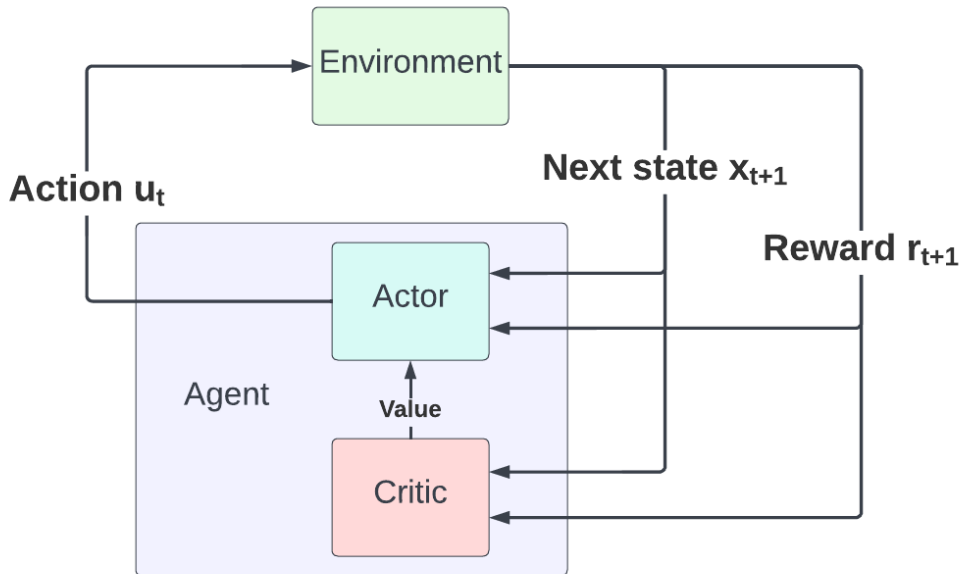 Environment
Next state xₜ₊₁
Action uₜ
Reward rₜ₊₁
Actor
Agent
Value
Critic